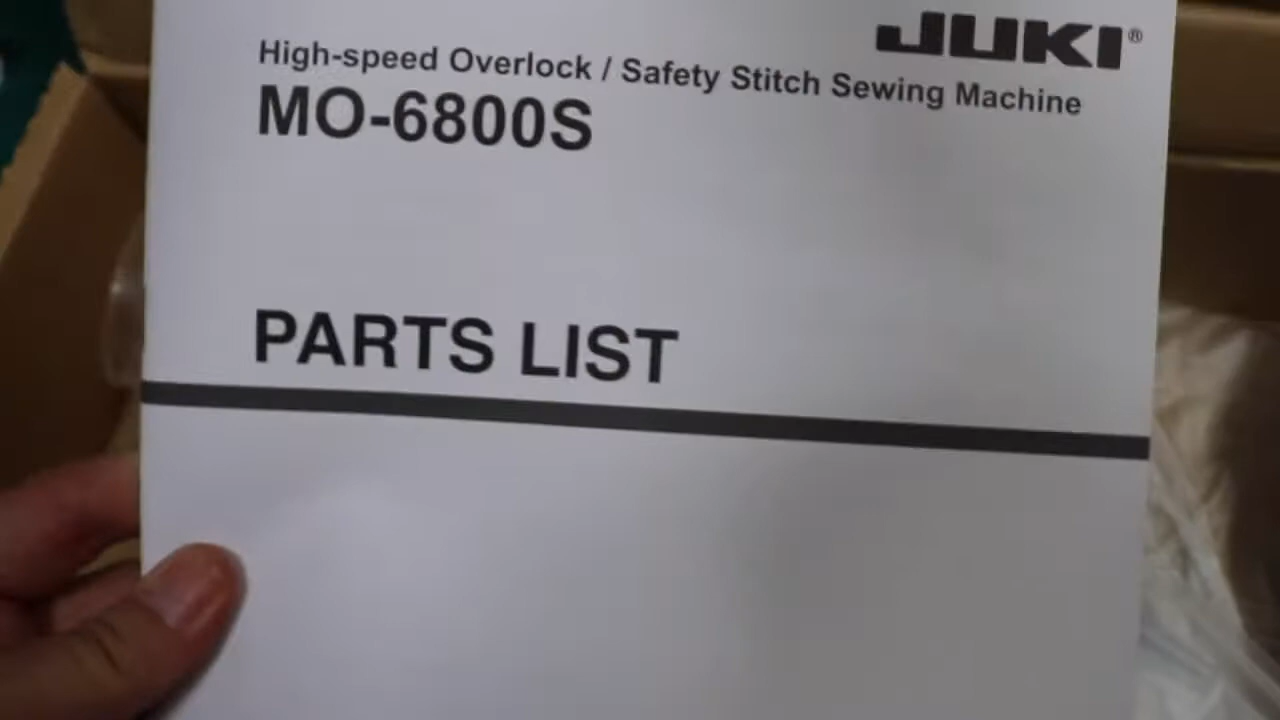 JUKI®
High-speed Overlock / Safety Stitch Sewing Machine
MO-6800S
PARTS LIST